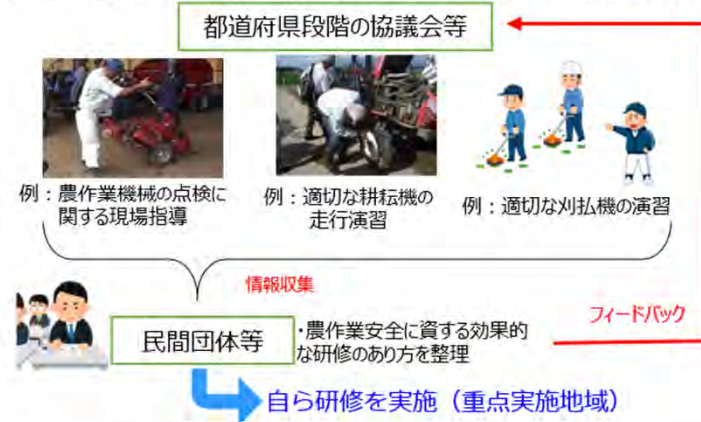 都道府県段階の協議会等
例：農作業機械の点検に
関する現場指導
例：適切な耕耘機の
走行演習
例：適切な刈払機の演習
情報収集
民間団体等
・農作業安全に資する効果的
な研修のあり方を整理
フィードバック
自ら研修を実施（重点実施地域）